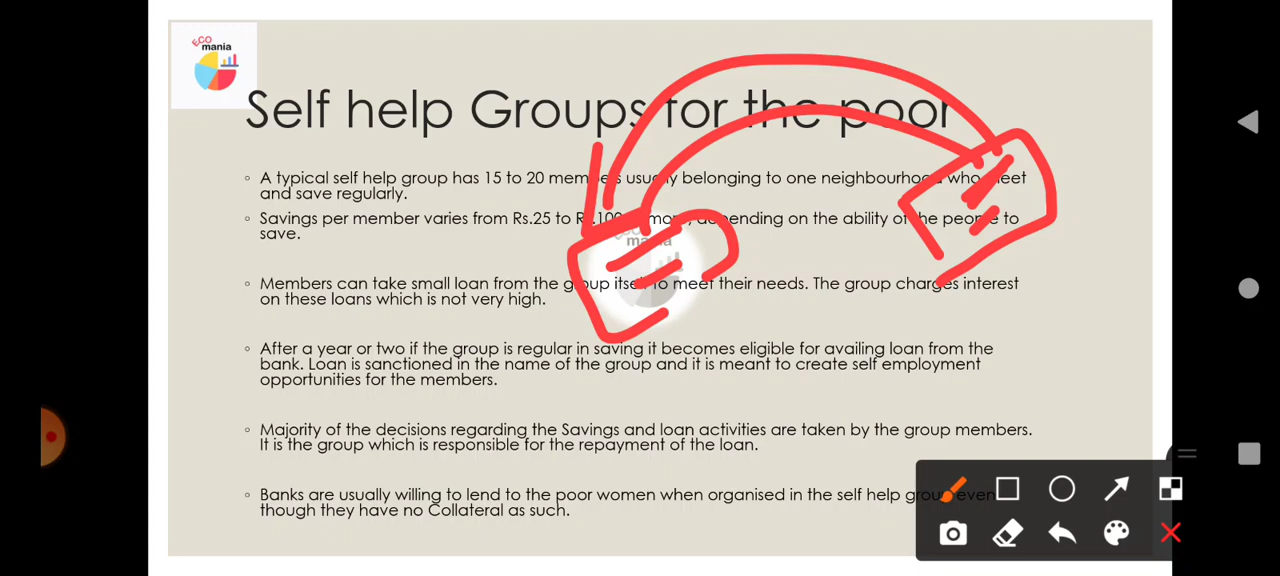 ECO
mania
Self help Groups for the poor
A typical self help group has 15 to 20 members usually belonging to one neighbourhood who meet
and save regularly.
Savings per member varies from Rs.25 to Rs.100 or more, depending on the ability of the people to
save.
Members can take small loan from the group itself to meet their needs. The group charges interest
on these loans which is not very high.
After a year or two if the group is regular in saving it becomes eligible for availing loan from the
bank. Loan is sanctioned in the name of the group and it is meant to create self employment
opportunities for the members.
Majority of the decisions regarding the Savings and loan activities are taken by the group members.
It is the group which is responsible for the repayment of the loan.
Banks are usually willing to lend to the poor women when organised in the self help group even
though they have no Collateral as such.